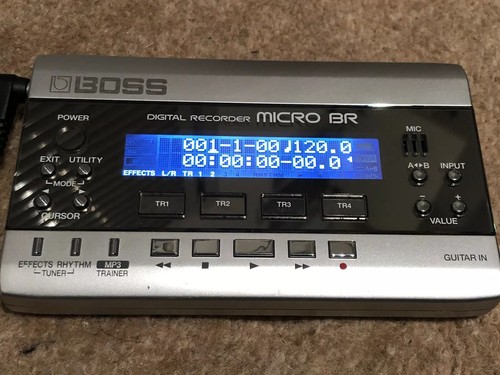 BOSS
DIGITAL RECORDER MICRO BR
POWER
MIC
001-1-00♩120.0
00:00:00-00.0
EXIT UTILITY
A↔B INPUT
EFFECTS L/R TR 1 2
MODE
CURSOR
TR1 TR2 TR3 TR4
- +
VALUE
EFFECTS RHYTHM MP3
TUNER TRAINER
◀◀ ■ ▶ ▶▶ ●
GUITAR IN